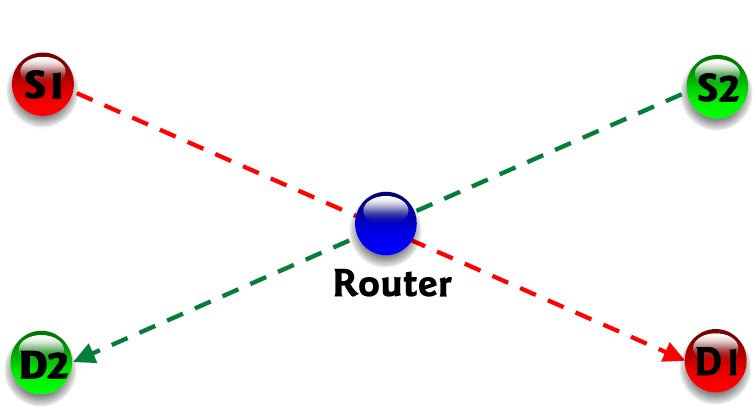 S1
S2
Router
D2
D1